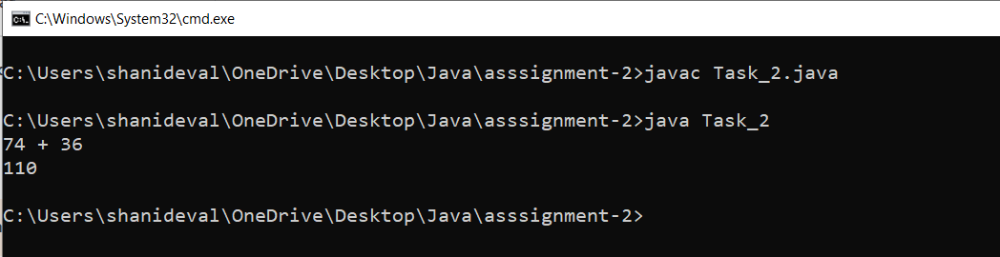 C:\Windows\System32\cmd.exe
C:\Users\shanideval\OneDrive\Desktop\Java\asssignment-2>javac Task_2.java
C:\Users\shanideval\OneDrive\Desktop\Java\asssignment-2>java Task_2
74 + 36
110
C:\Users\shanideval\OneDrive\Desktop\Java\asssignment-2>